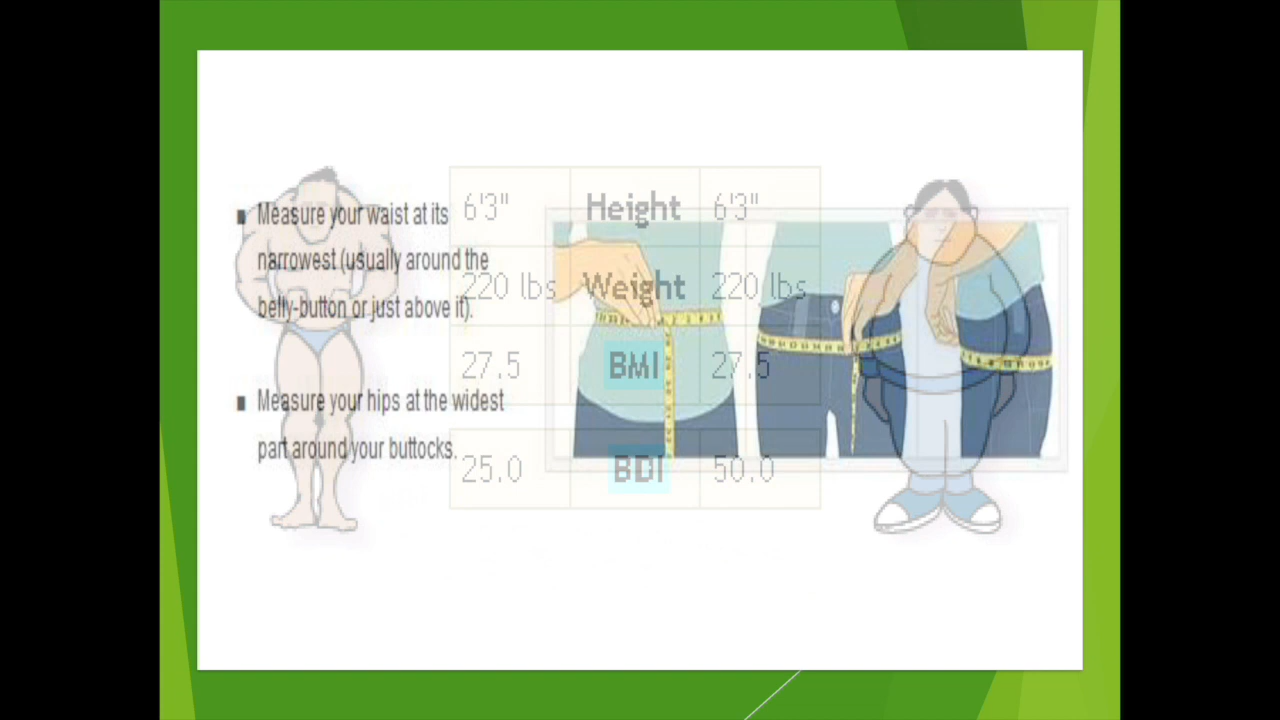 ▪ Measure your waist at its
narrowest (usually around the
belly-button or just above it).
▪ Measure your hips at the widest
part around your buttocks.
6'3" Height 6'3"
220 lbs Weight 220 lbs
27.5 BMI 27.5
25.0 BDI 50.0